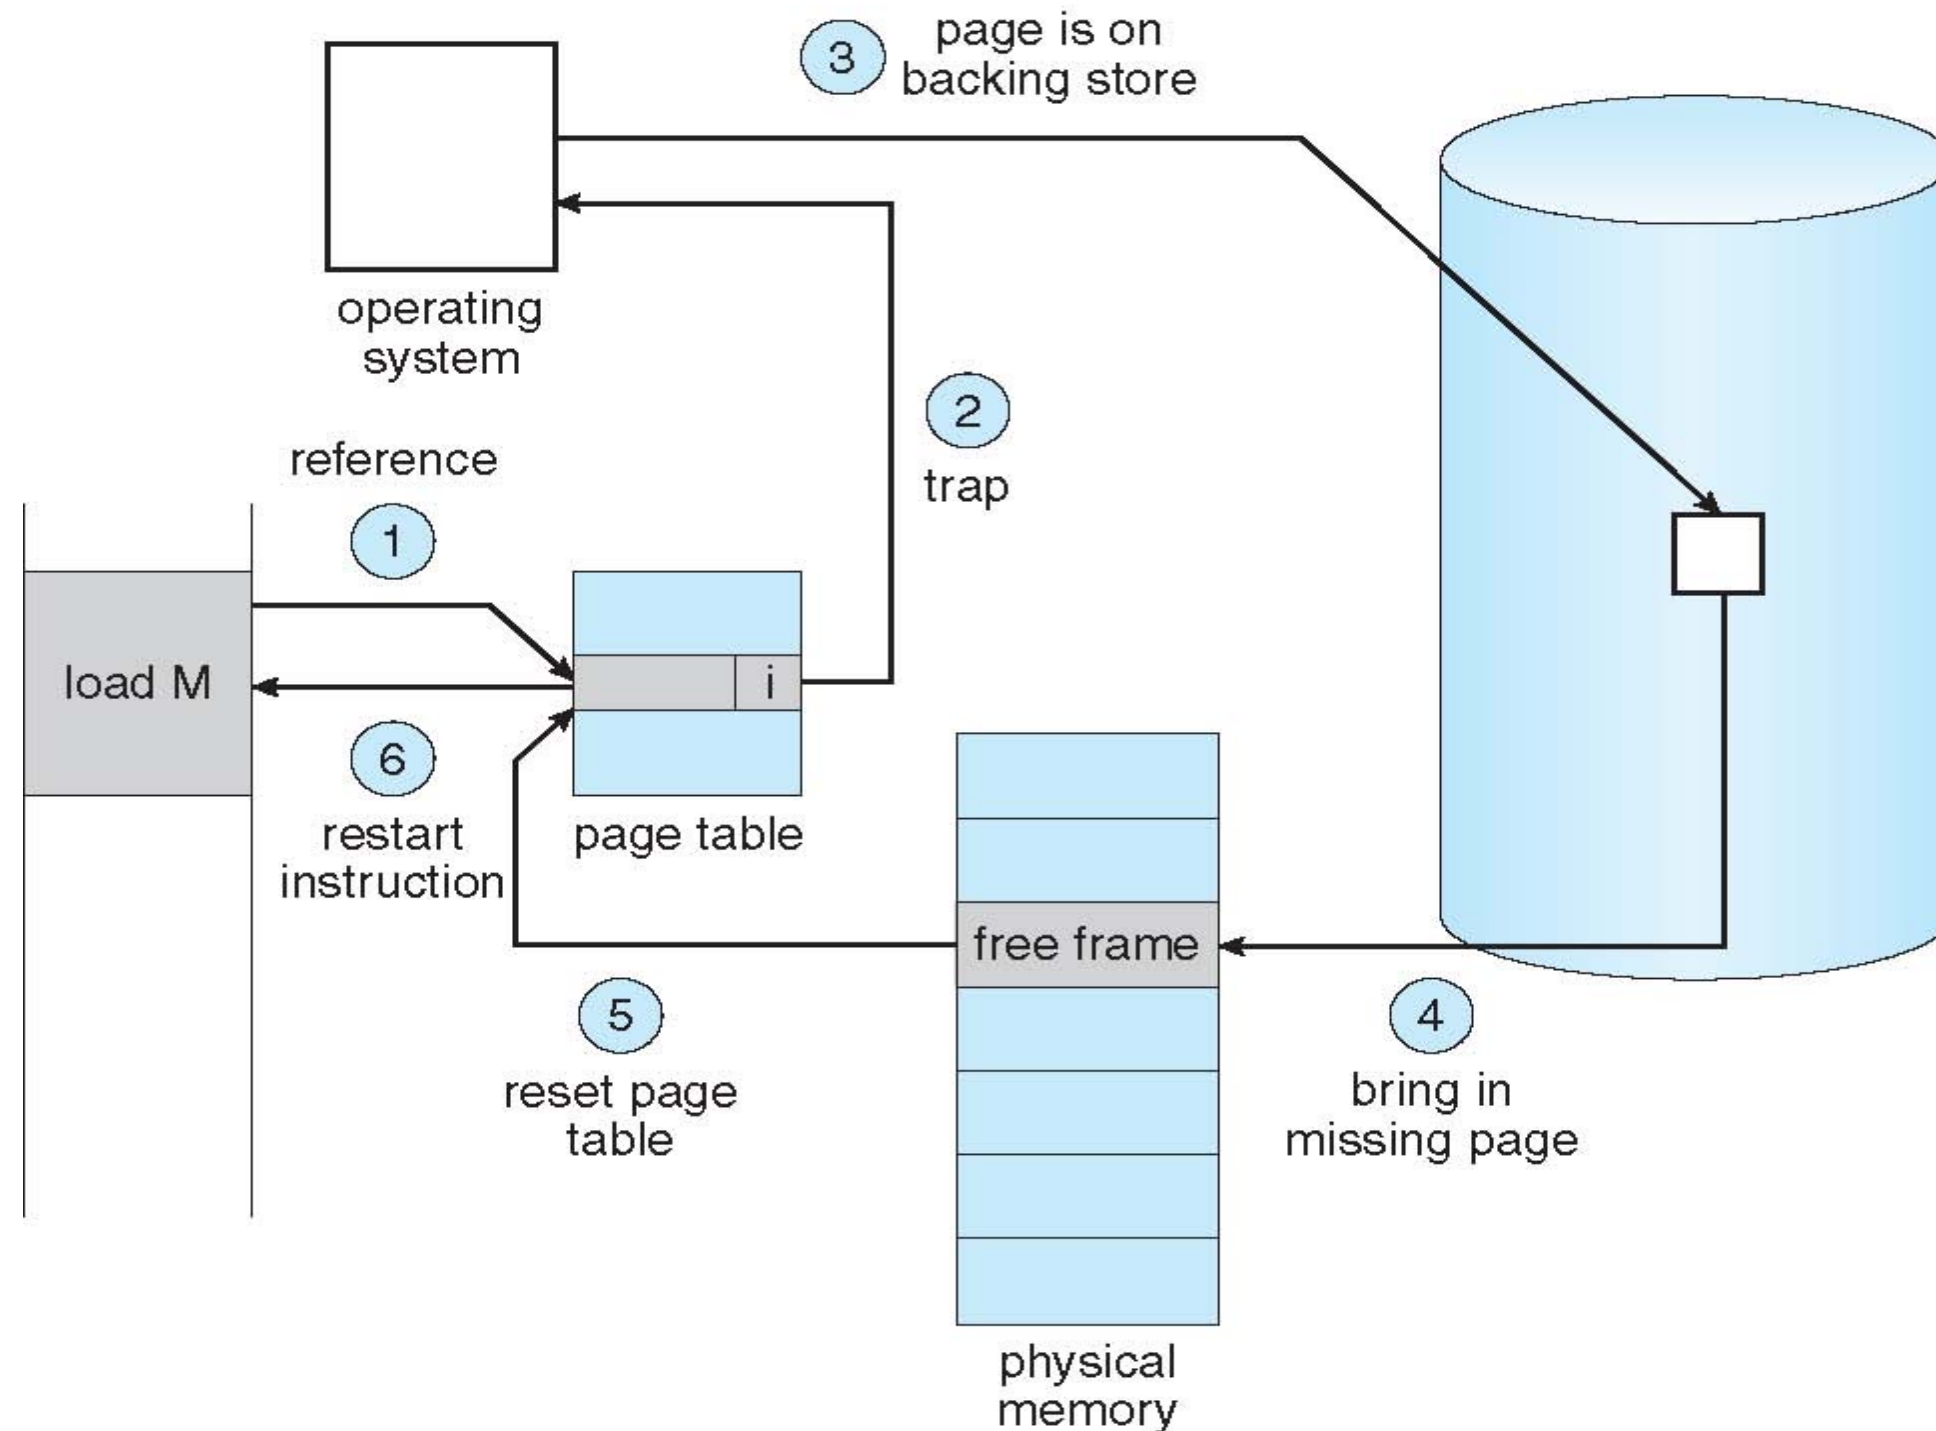 3
page is on
backing store
operating
system
2
trap
reference
1
load M
i
6
restart
instruction
page table
free frame
5
reset page
table
4
bring in
missing page
physical
memory